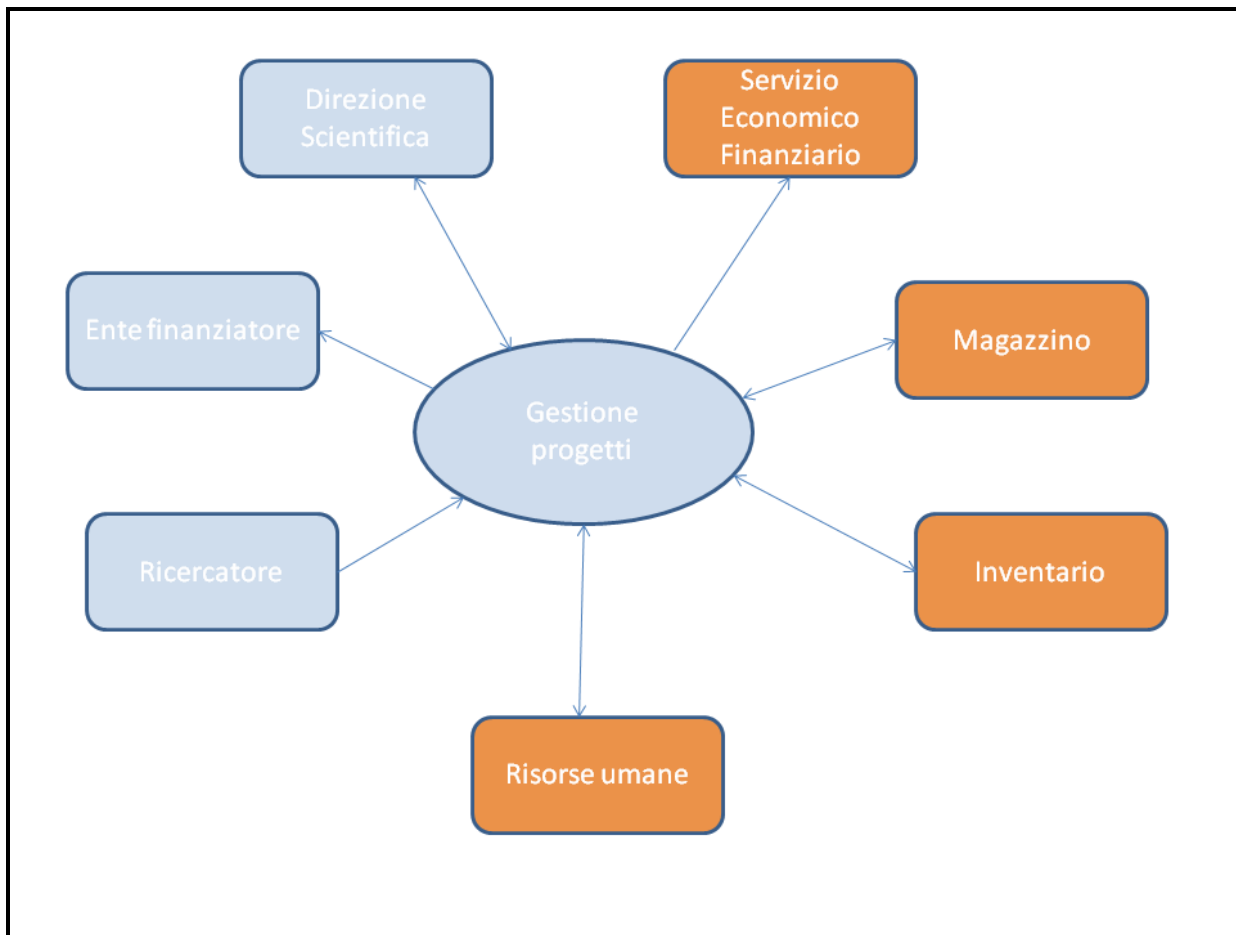 Direzione
Scientifica
Servizio
Economico
Finanziario
Ente finanziatore
Magazzino
Gestione
progetti
Ricercatore
Inventario
Risorse umane